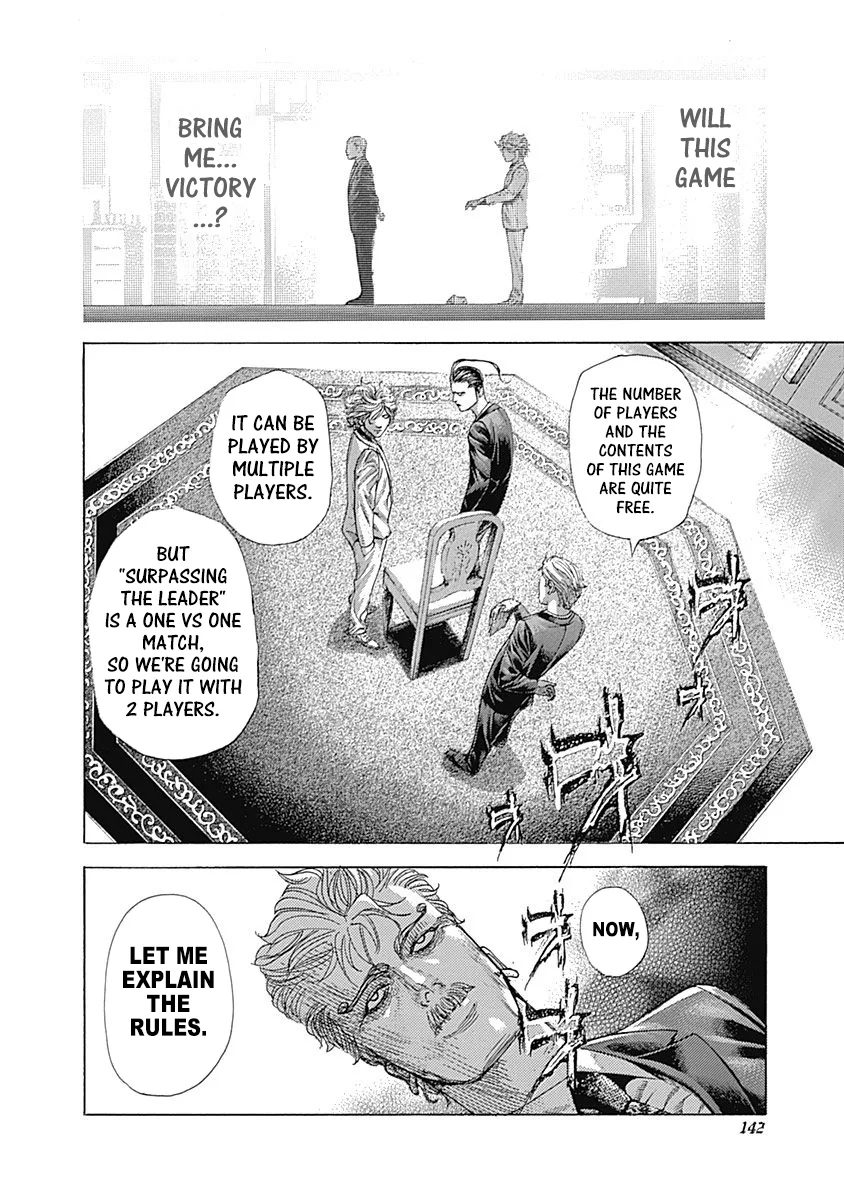 WILL
THIS
GAME
BRING
ME...
VICTORY
...?
THE NUMBER
OF PLAYERS
AND THE
CONTENTS
OF THIS GAME
ARE QUITE
FREE.
IT CAN BE
PLAYED BY
MULTIPLE
PLAYERS.
BUT
"SURPASSING
THE LEADER"
IS A ONE VS ONE
MATCH,
SO WE'RE GOING
TO PLAY IT WITH
2 PLAYERS.
NOW,
LET ME
EXPLAIN
THE
RULES.
142